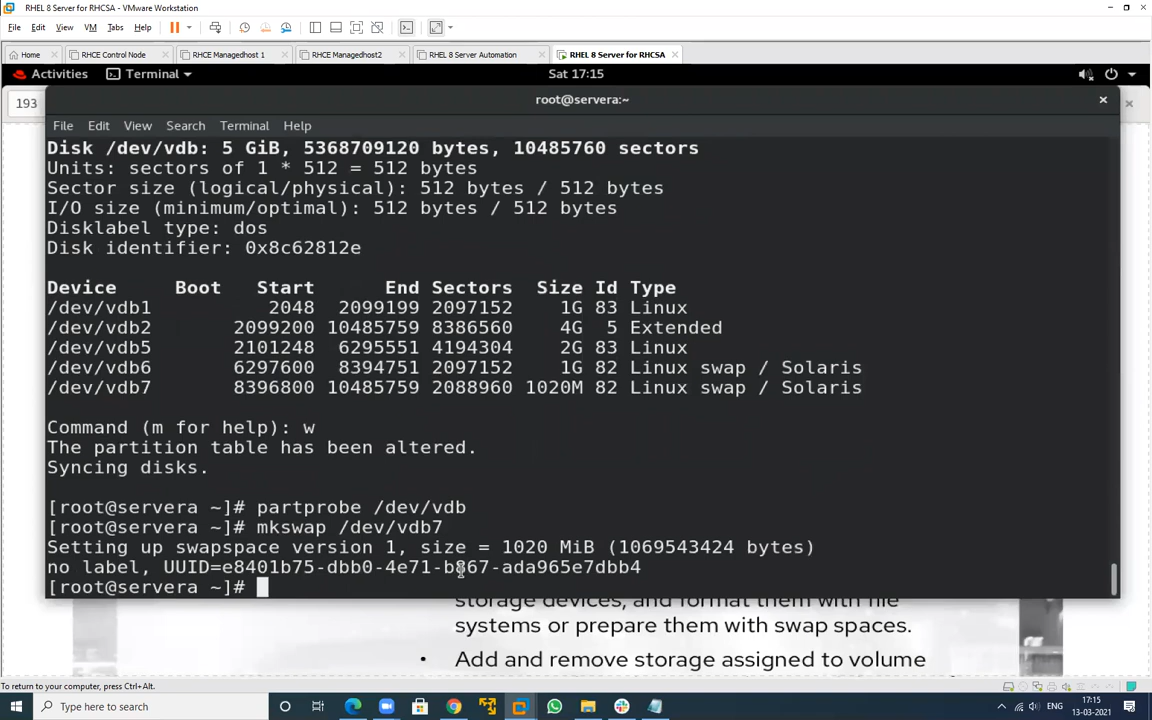 RHEL 8 Server for RHCSA - VMware Workstation
File Edit View VM Tabs Help
Home RHCE Control Node RHCE Managedhost 1 RHCE Managedhost2 RHEL 8 Server Automation RHEL 8 Server for RHCSA
Activities Terminal Sat 17:15
193
root@servera:~
File Edit View Search Terminal Help
Disk /dev/vdb: 5 GiB, 5368709120 bytes, 10485760 sectors
Units: sectors of 1 * 512 = 512 bytes
Sector size (logical/physical): 512 bytes / 512 bytes
I/O size (minimum/optimal): 512 bytes / 512 bytes
Disklabel type: dos
Disk identifier: 0x8c62812e
Device Boot Start End Sectors Size Id Type
/dev/vdb1 2048 2099199 2097152 1G 83 Linux
/dev/vdb2 2099200 10485759 8386560 4G 5 Extended
/dev/vdb5 2101248 6295551 4194304 2G 83 Linux
/dev/vdb6 6297600 8394751 2097152 1G 82 Linux swap / Solaris
/dev/vdb7 8396800 10485759 2088960 1020M 82 Linux swap / Solaris
Command (m for help): w
The partition table has been altered.
Syncing disks.
[root@servera ~]# partprobe /dev/vdb
[root@servera ~]# mkswap /dev/vdb7
Setting up swapspace version 1, size = 1020 MiB (1069543424 bytes)
no label, UUID=e8401b75-dbb0-4e71-b867-ada965e7dbb4
[root@servera ~]#
storage devices, and format them with file
systems or prepare them with swap spaces.
• Add and remove storage assigned to volume
To return to your computer, press Ctrl+Alt.
Type here to search
ENG
17:15
13-03-2021